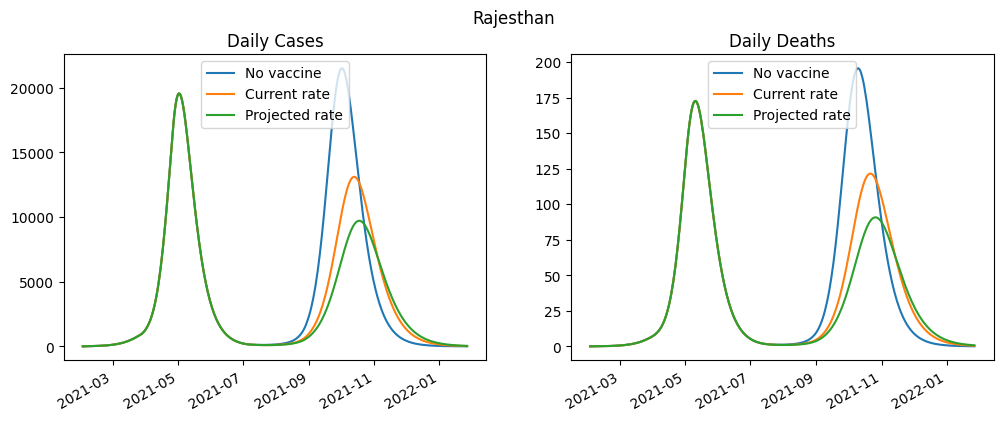 Rajesthan
Daily Cases
No vaccine
Current rate
Projected rate
20000
15000
10000
5000
0
2021-03
2021-05
2021-07
2021-09
2021-11
2022-01
Daily Deaths
No vaccine
Current rate
Projected rate
200
175
150
125
100
75
50
25
0
2021-03
2021-05
2021-07
2021-09
2021-11
2022-01